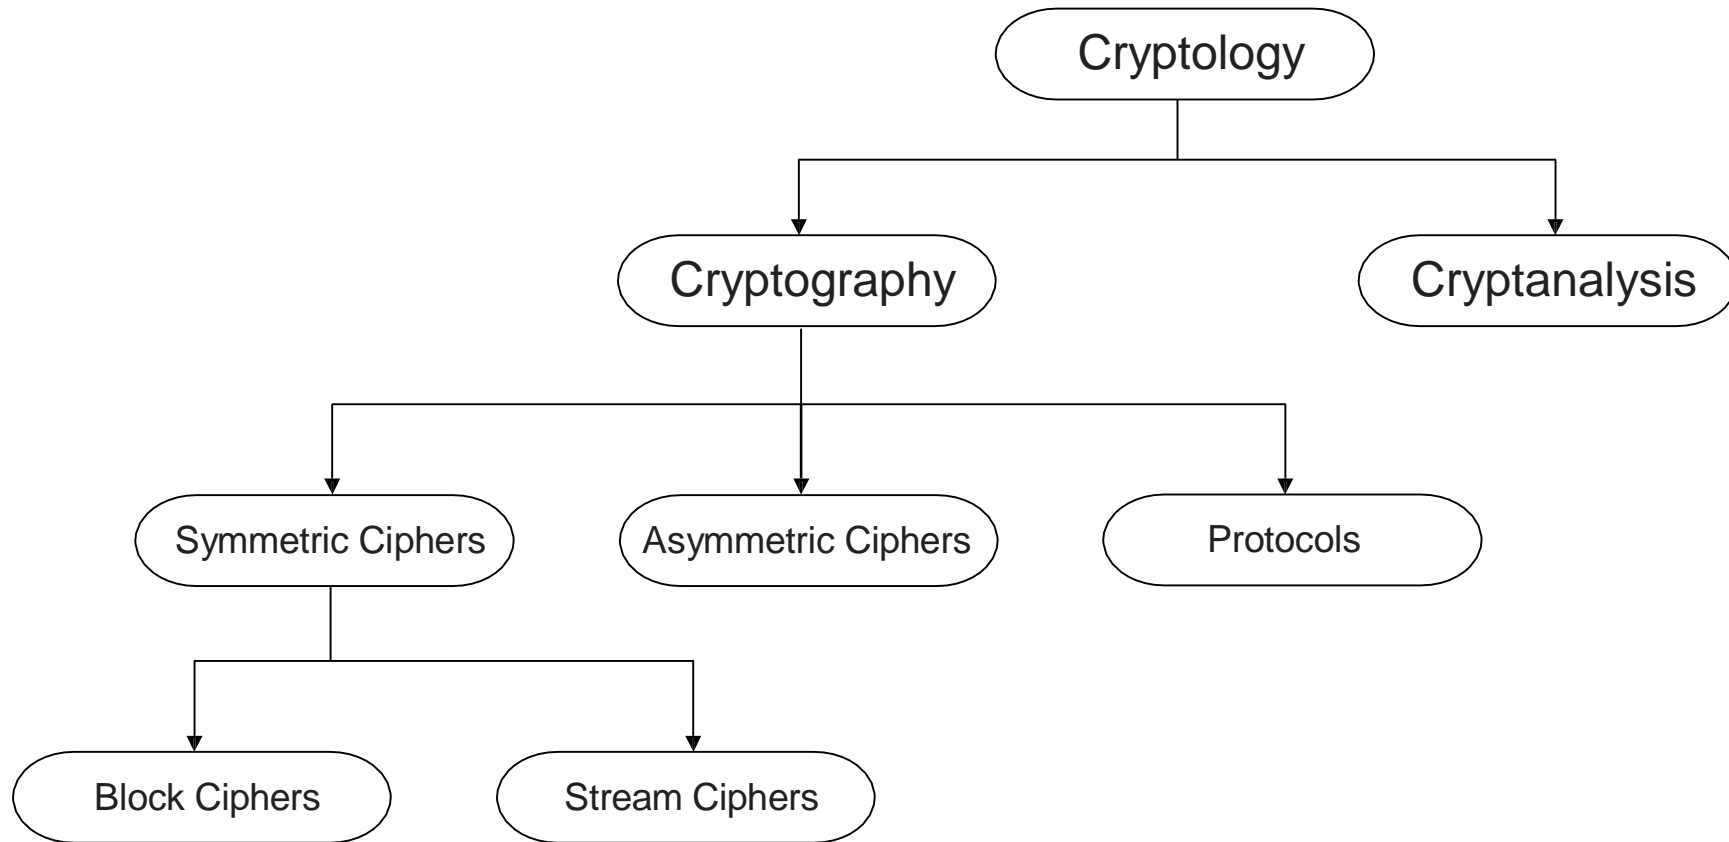 Cryptology
Cryptography
Cryptanalysis
Symmetric Ciphers
Asymmetric Ciphers
Protocols
Block Ciphers
Stream Ciphers